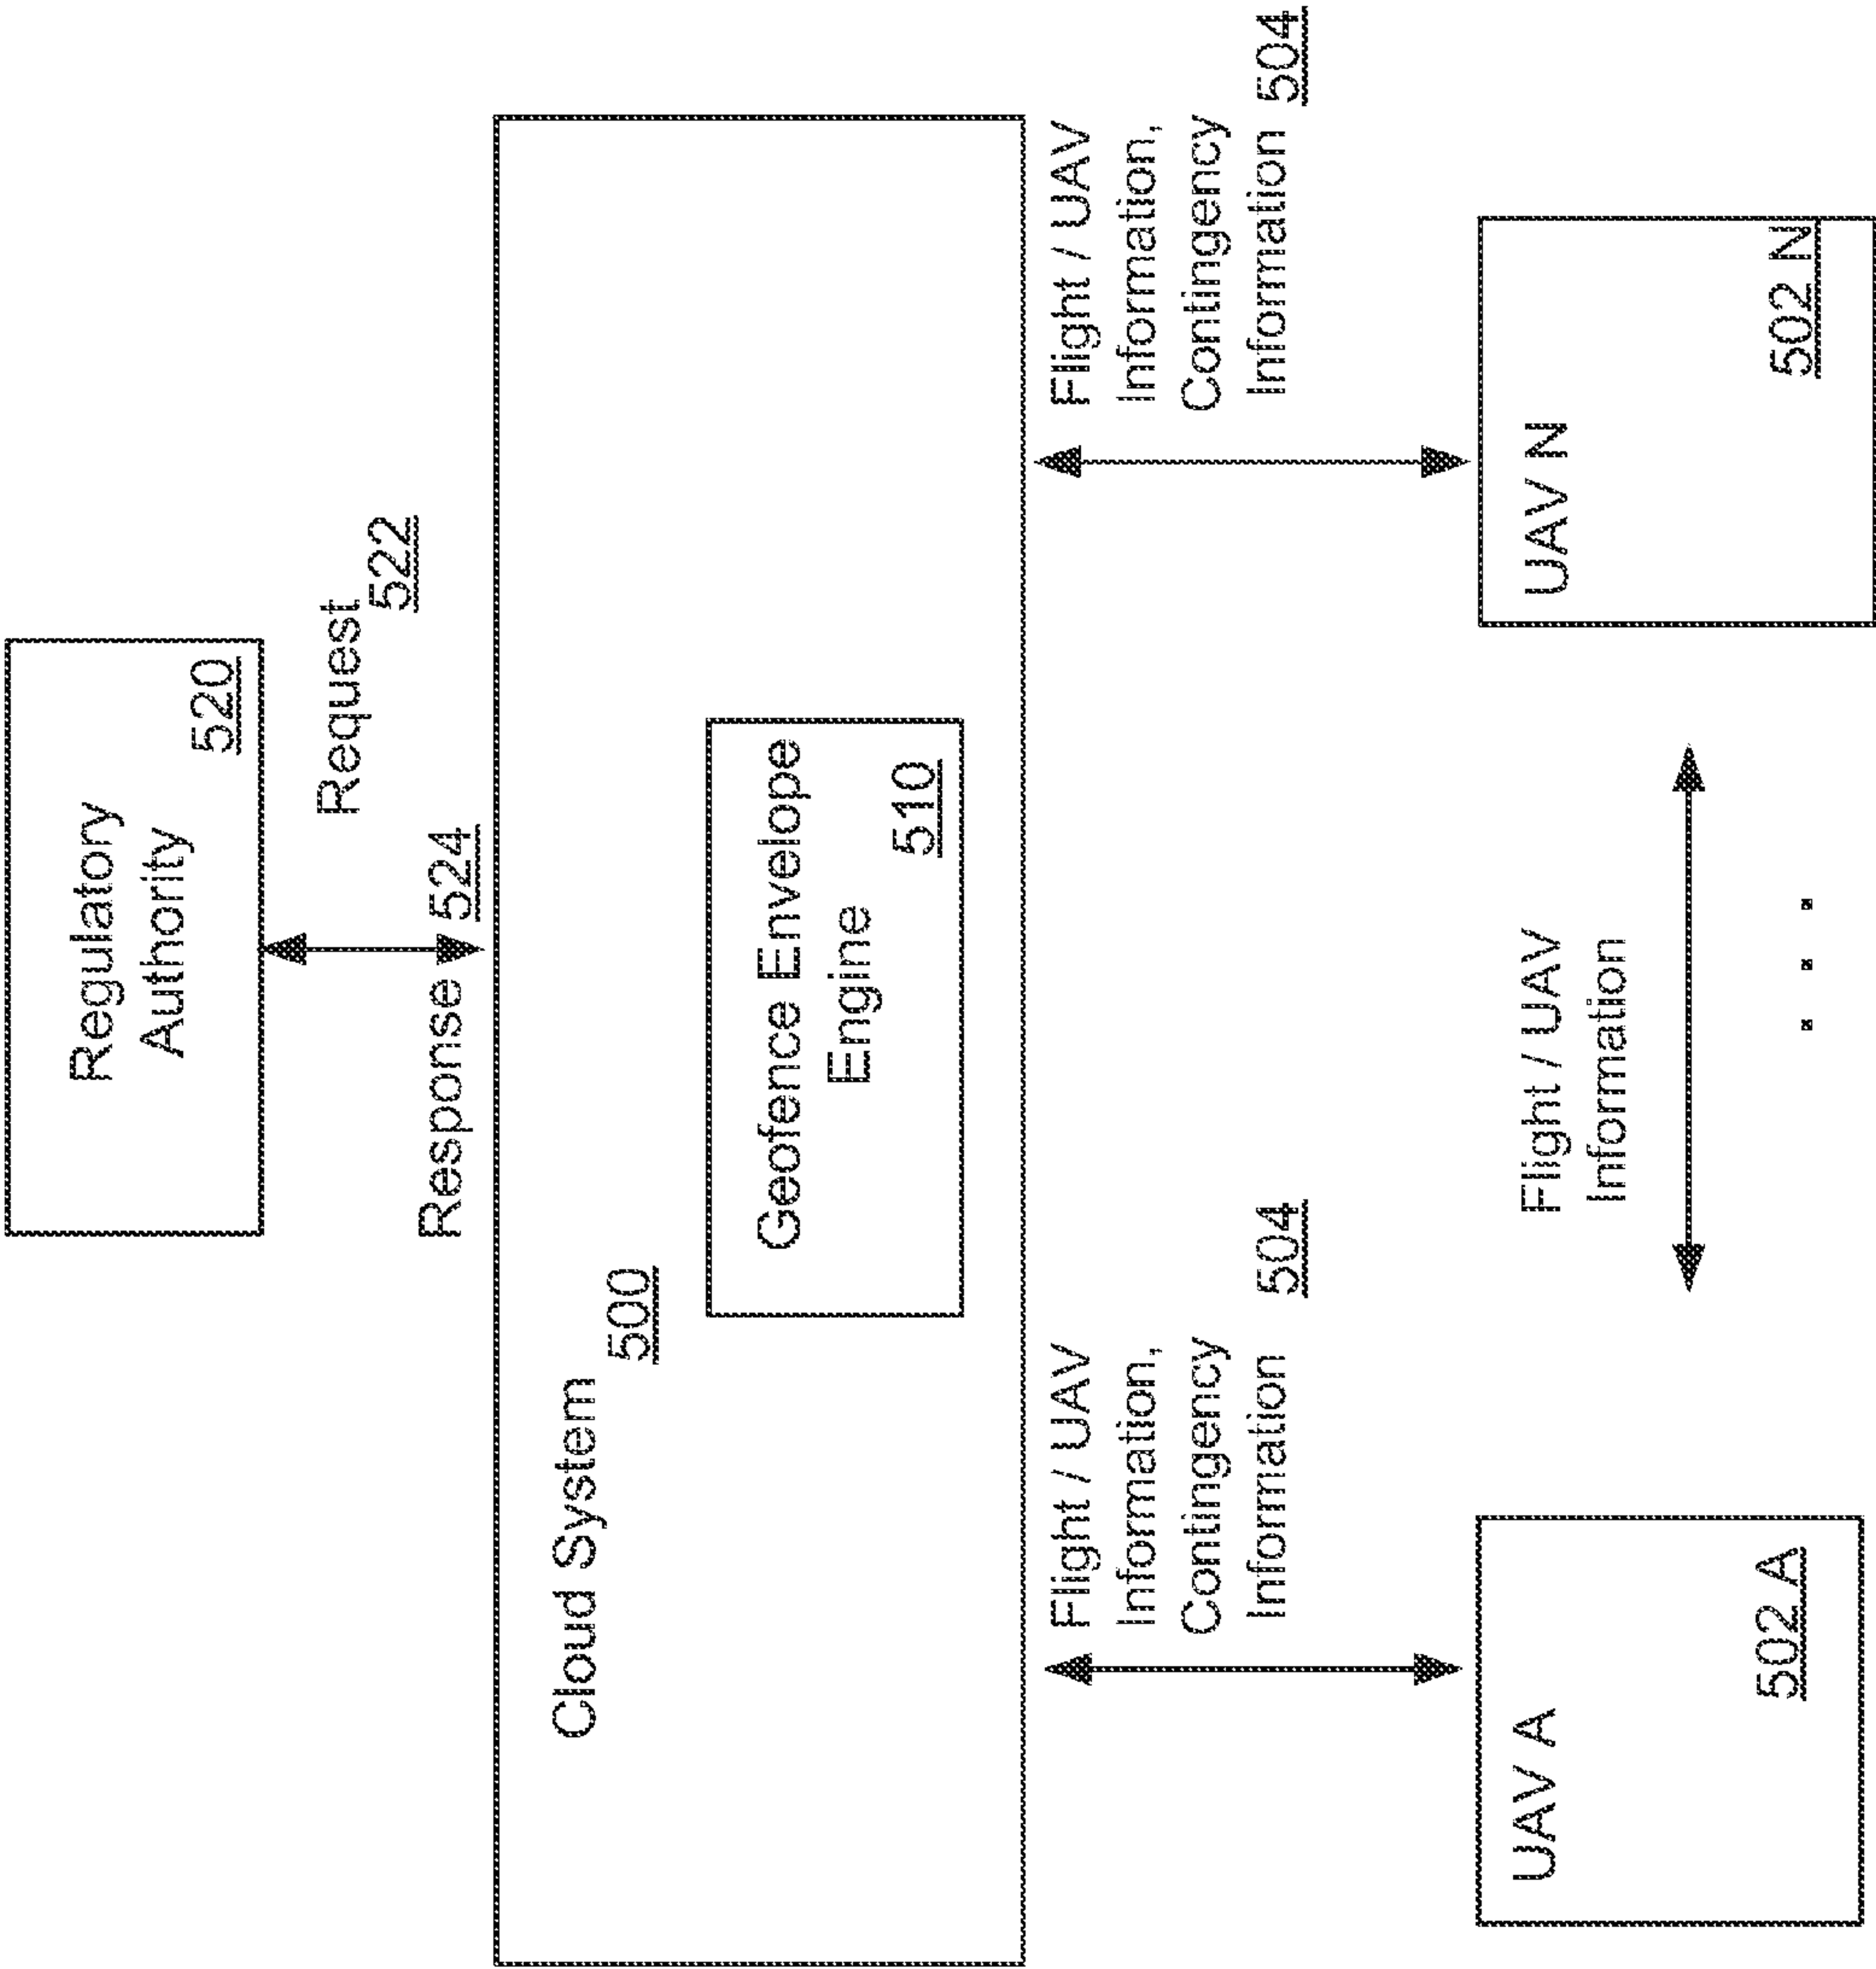 Regulatory
Authority
520
Request
522
Response 524
Cloud System
500
Geofence Envelope
Engine
510
Flight / UAV
Information,
Contingency
Information 504
Flight / UAV
Information,
Contingency
Information 504
UAV A
502 A
Flight / UAV
Information
. . .
UAV N
502 N